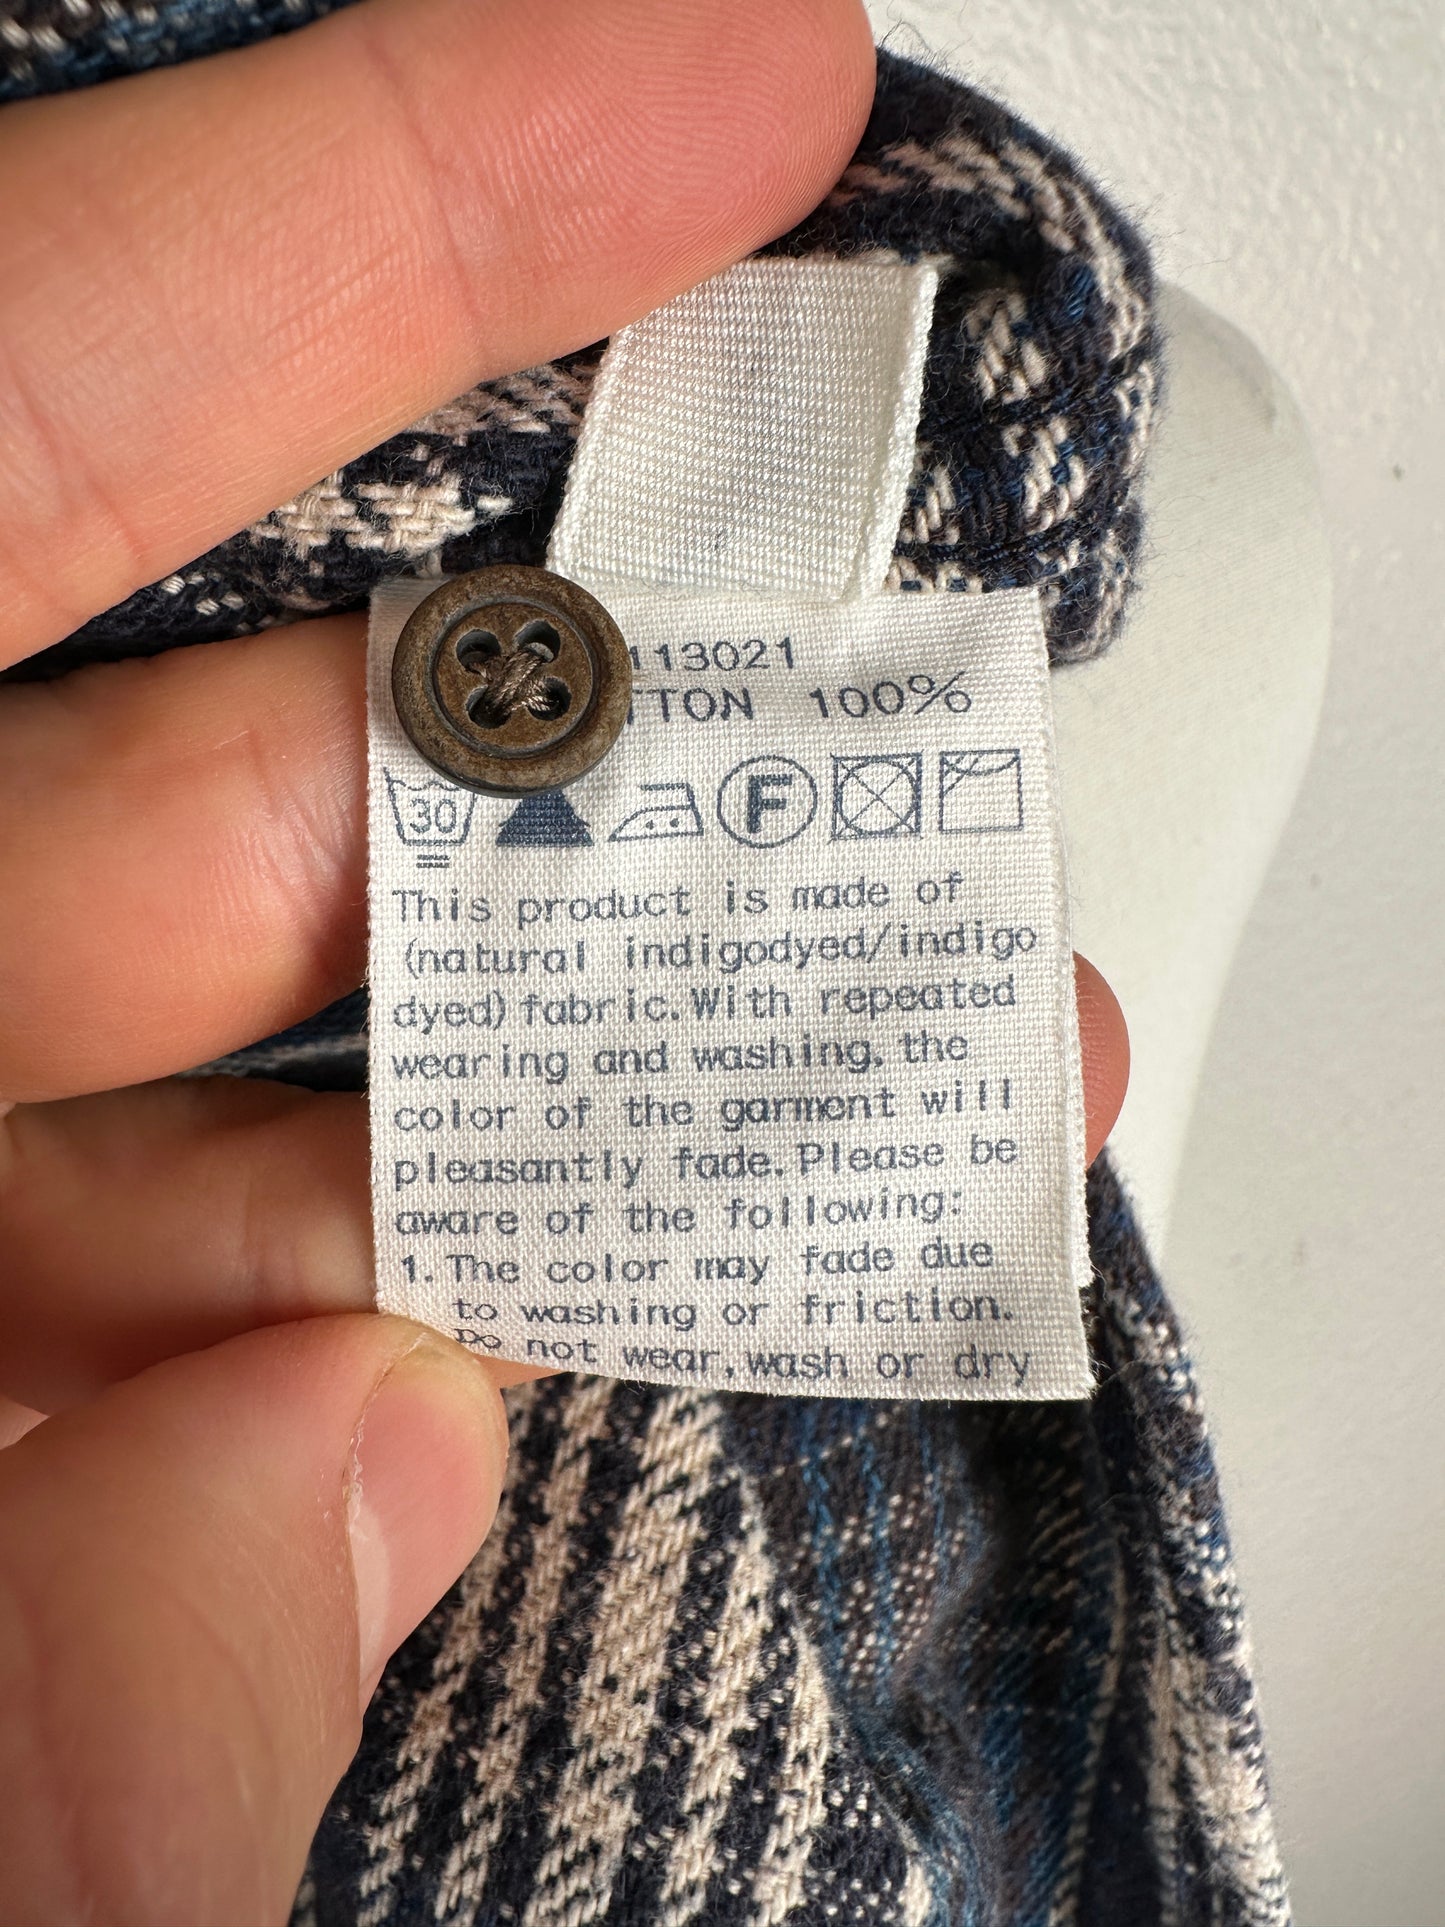 113021
TTON 100%
30 F
This product is made of
(natural indigodyed/indigo
dyed) fabric. With repeated
wearing and washing, the
color of the garment will
pleasantly fade. Please be
aware of the following:
1. The color may fade due
to washing or friction.
Do not wear, wash or dry